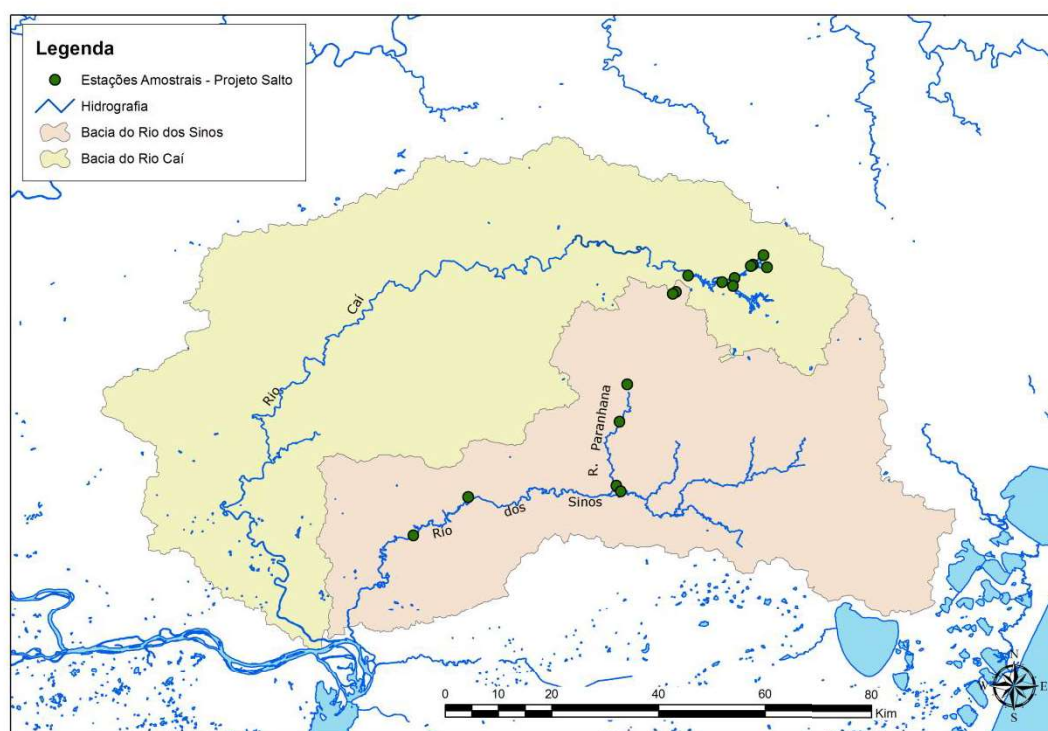 Legenda
Estações Amostrais - Projeto Salto
Hidrografia
Bacia do Rio dos Sinos
Bacia do Rio Caí
Caí
Rio
R. Paranhana
Rio dos Sinos
N
W E
S
0 10 20 40 60 80
Kim